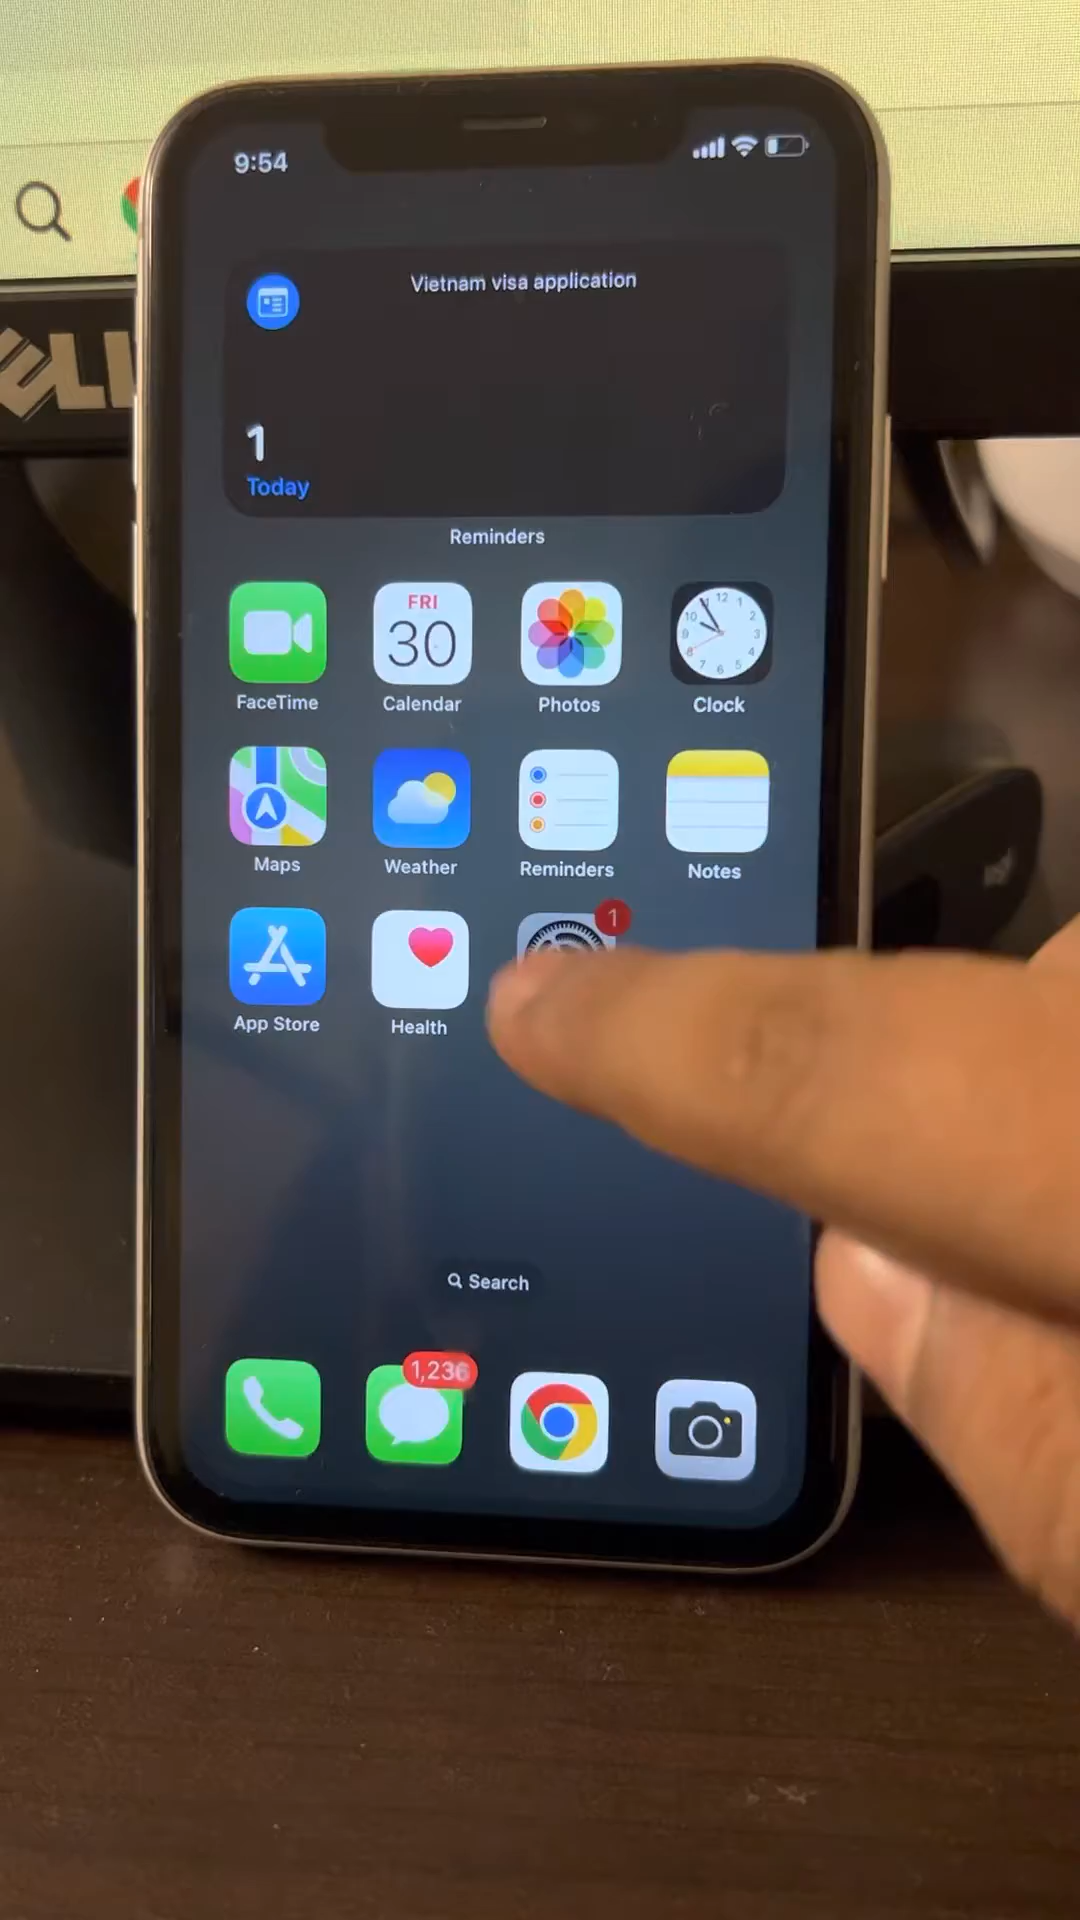 9:54
Vietnam visa application
1
Today
Reminders
FRI
30
FaceTime
Calendar
Photos
Clock
Maps
Weather
Reminders
Notes
1
App Store
Health
Search
1,236